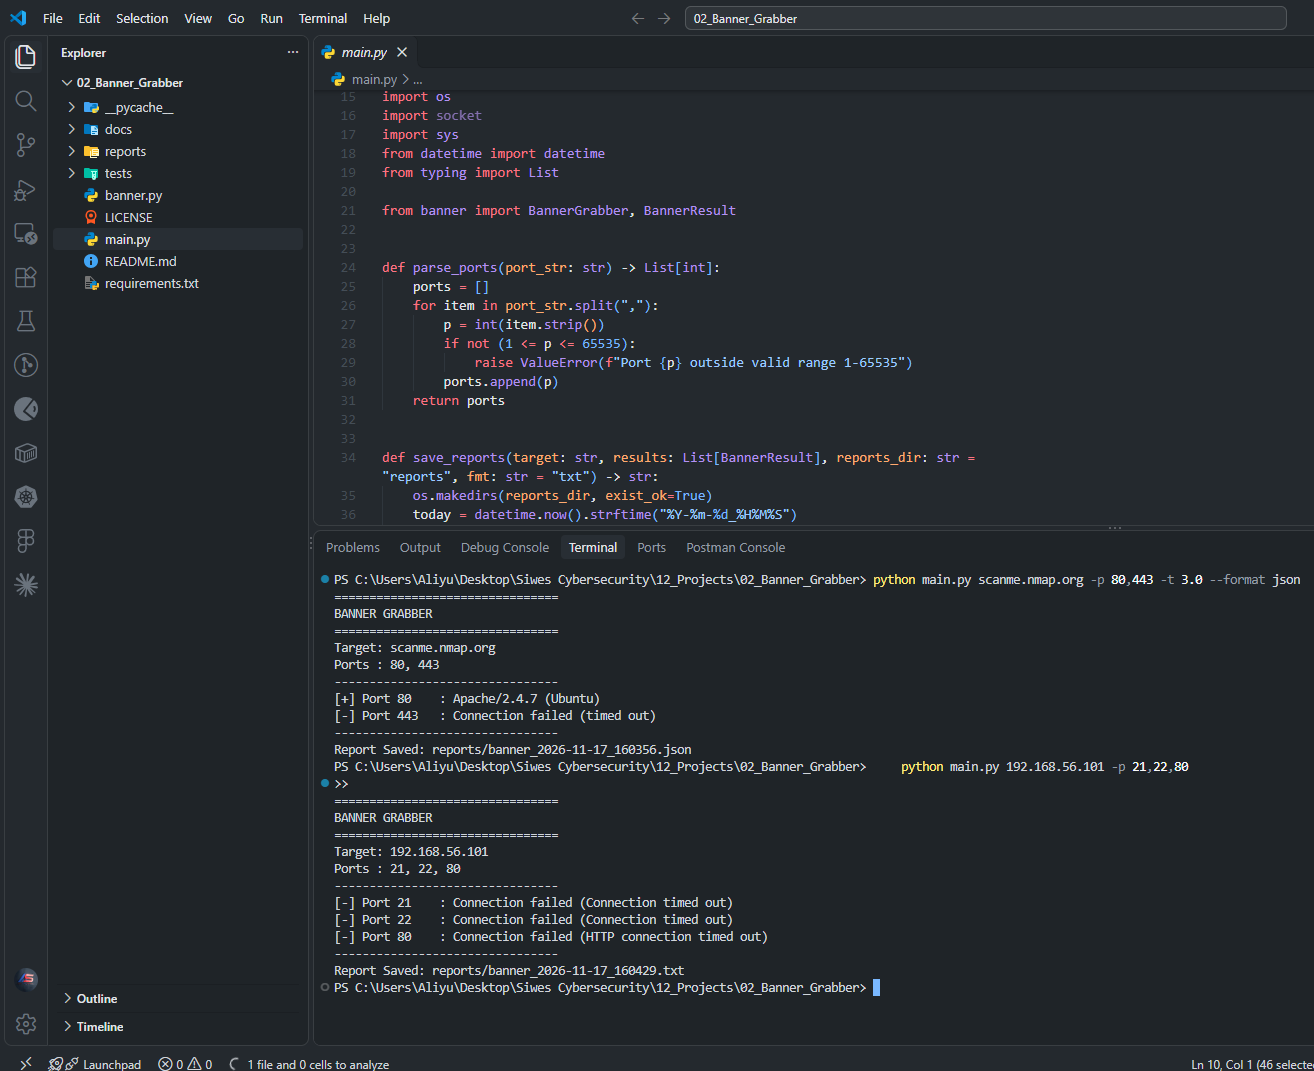 File Edit Selection View Go Run Terminal Help
02_Banner_Grabber
Explorer
02_Banner_Grabber
__pycache__
docs
reports
tests
banner.py
LICENSE
main.py
README.md
requirements.txt
Outline
Timeline
main.py
main.py > ...
15 import os
16 import socket
17 import sys
18 from datetime import datetime
19 from typing import List
20
21 from banner import BannerGrabber, BannerResult
22
23
24 def parse_ports(port_str: str) -> List[int]:
25     ports = []
26     for item in port_str.split(","):
27         p = int(item.strip())
28         if not (1 <= p <= 65535):
29             raise ValueError(f"Port {p} outside valid range 1-65535")
30         ports.append(p)
31     return ports
32
33
34 def save_reports(target: str, results: List[BannerResult], reports_dir: str =
"reports", fmt: str = "txt") -> str:
35     os.makedirs(reports_dir, exist_ok=True)
36     today = datetime.now().strftime("%Y-%m-%d_%H%M%S")
Problems Output Debug Console Terminal Ports Postman Console
PS C:\Users\Aliyu\Desktop\Siwes Cybersecurity\12_Projects\02_Banner_Grabber> python main.py scanme.nmap.org -p 80,443 -t 3.0 --format json
================================
BANNER GRABBER
================================
Target: scanme.nmap.org
Ports : 80, 443
--------------------------------
[+] Port 80    : Apache/2.4.7 (Ubuntu)
[-] Port 443   : Connection failed (timed out)
--------------------------------
Report Saved: reports/banner_2026-11-17_160356.json
PS C:\Users\Aliyu\Desktop\Siwes Cybersecurity\12_Projects\02_Banner_Grabber>     python main.py 192.168.56.101 -p 21,22,80
>>
================================
BANNER GRABBER
================================
Target: 192.168.56.101
Ports : 21, 22, 80
--------------------------------
[-] Port 21    : Connection failed (Connection timed out)
[-] Port 22    : Connection failed (Connection timed out)
[-] Port 80    : Connection failed (HTTP connection timed out)
--------------------------------
Report Saved: reports/banner_2026-11-17_160429.txt
PS C:\Users\Aliyu\Desktop\Siwes Cybersecurity\12_Projects\02_Banner_Grabber>
Launchpad 0 0 1 file and 0 cells to analyze Ln 10, Col 1 (46 selecte